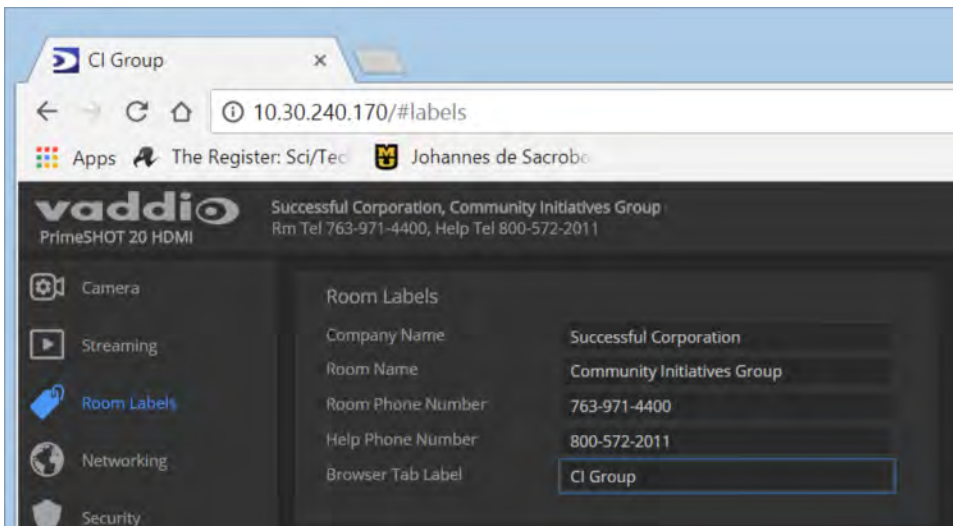 CI Group
10.30.240.170/#labels
Apps The Register: Sci/Tec Johannes de Sacrobo
vaddio
PrimeSHOT 20 HDMI
Successful Corporation, Community Initiatives Group
Rm Tel 763-971-4400, Help Tel 800-572-2011
Camera
Streaming
Room Labels
Networking
Security
Room Labels
Company Name Successful Corporation
Room Name Community Initiatives Group
Room Phone Number 763-971-4400
Help Phone Number 800-572-2011
Browser Tab Label CI Group